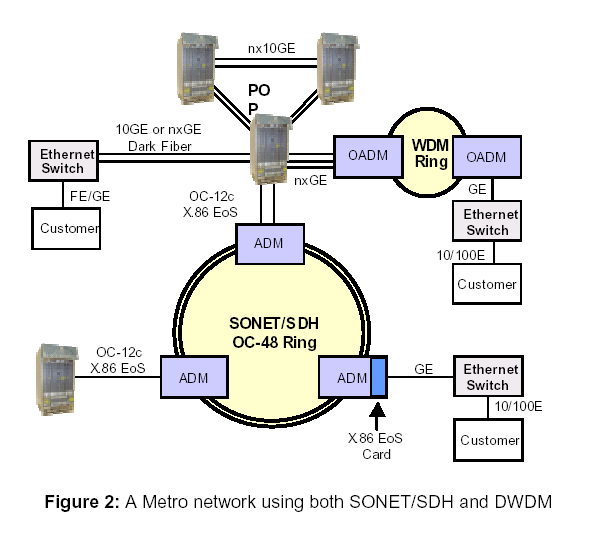 nx10GE
PO
P
10GE or nxGE
Dark Fiber
Ethernet
Switch
FE/GE
Customer
OADM
WDM
Ring
OADM
nxGE
GE
OC-12c
X.86 EoS
Ethernet
Switch
10/100E
Customer
ADM
SONET/SDH
OC-48 Ring
OC-12c
X.86 EoS
ADM
ADM
GE
Ethernet
Switch
10/100E
Customer
X.86 EoS
Card
Figure 2: A Metro network using both SONET/SDH and DWDM